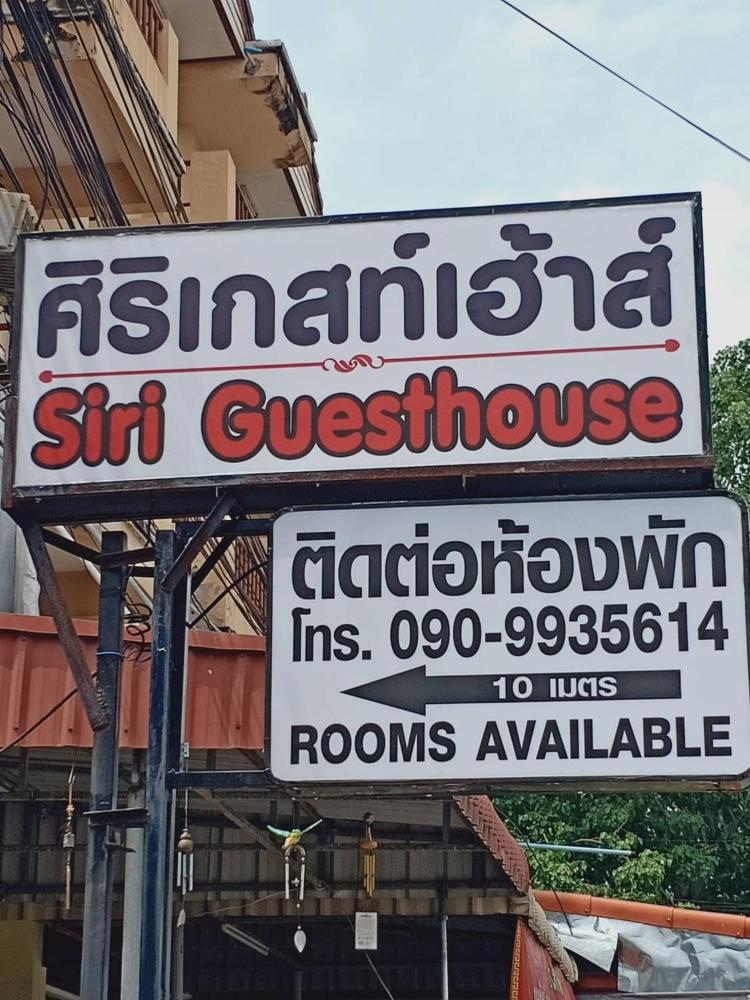 ศิริเกสท์เฮ้าส์
Siri Guesthouse
ติดต่อห้องพัก
โทร. 090-9935614
10 เมตร
ROOMS AVAILABLE